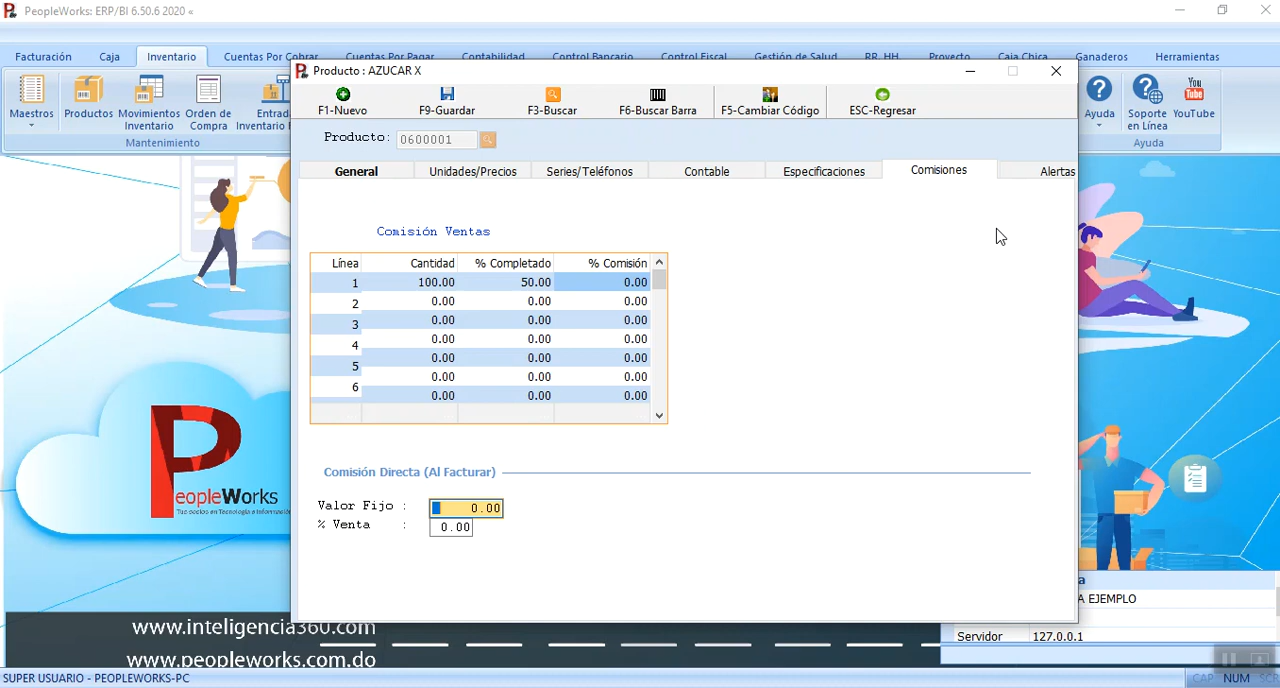 PeopleWorks: ERP/BI 6.50.6 2020 «
Facturación Caja Inventario Cuentas Por Cobrar Cuentas Por Pagar Contabilidad Control Bancario Control Fiscal Gestión de Salud RR. HH Proyecto Caja Chica Ganaderos Herramientas
Maestros Productos Movimientos Inventario Orden de Compra Entrad Inventario
Mantenimiento
Ayuda Soporte en Línea YouTube
Ayuda
Producto : AZUCAR X
F1-Nuevo F9-Guardar F3-Buscar F6-Buscar Barra F5-Cambiar Código ESC-Regresar
Producto: 0600001
General Unidades/Precios Series/Teléfonos Contable Especificaciones Comisiones Alertas
Comisión Ventas
Línea Cantidad % Completado % Comisión
1 100.00 50.00 0.00
2 0.00 0.00 0.00
3 0.00 0.00 0.00
4 0.00 0.00 0.00
5 0.00 0.00 0.00
6 0.00 0.00 0.00
0.00 0.00 0.00
Comisión Directa (Al Facturar)
Valor Fijo : 0.00
% Venta : 0.00
PeopleWorks
Tus socios en Tecnología e Información
www.inteligencia360.com
www.peopleworks.com.do
a
A EJEMPLO
Servidor 127.0.0.1
SUPER USUARIO - PEOPLEWORKS-PC
CAP NUM SCR